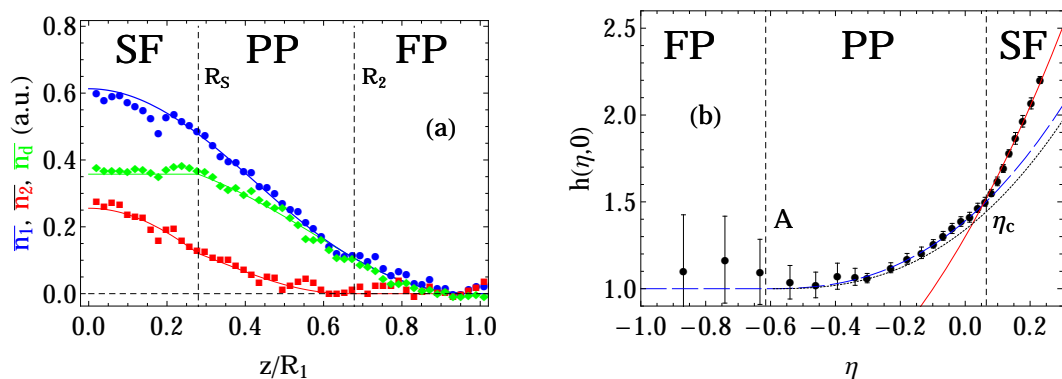 SF PP FP
R_S R_2
(a)
n̅₁, n̅₂, n̅_d (a.u.)
0.8
0.6
0.4
0.2
0.0
0.0 0.2 0.4 0.6 0.8 1.0
z/R₁
FP PP SF
(b)
A
η_c
h(η,0)
2.5
2.0
1.5
1.0
−1.0 −0.8 −0.6 −0.4 −0.2 0.0 0.2
η